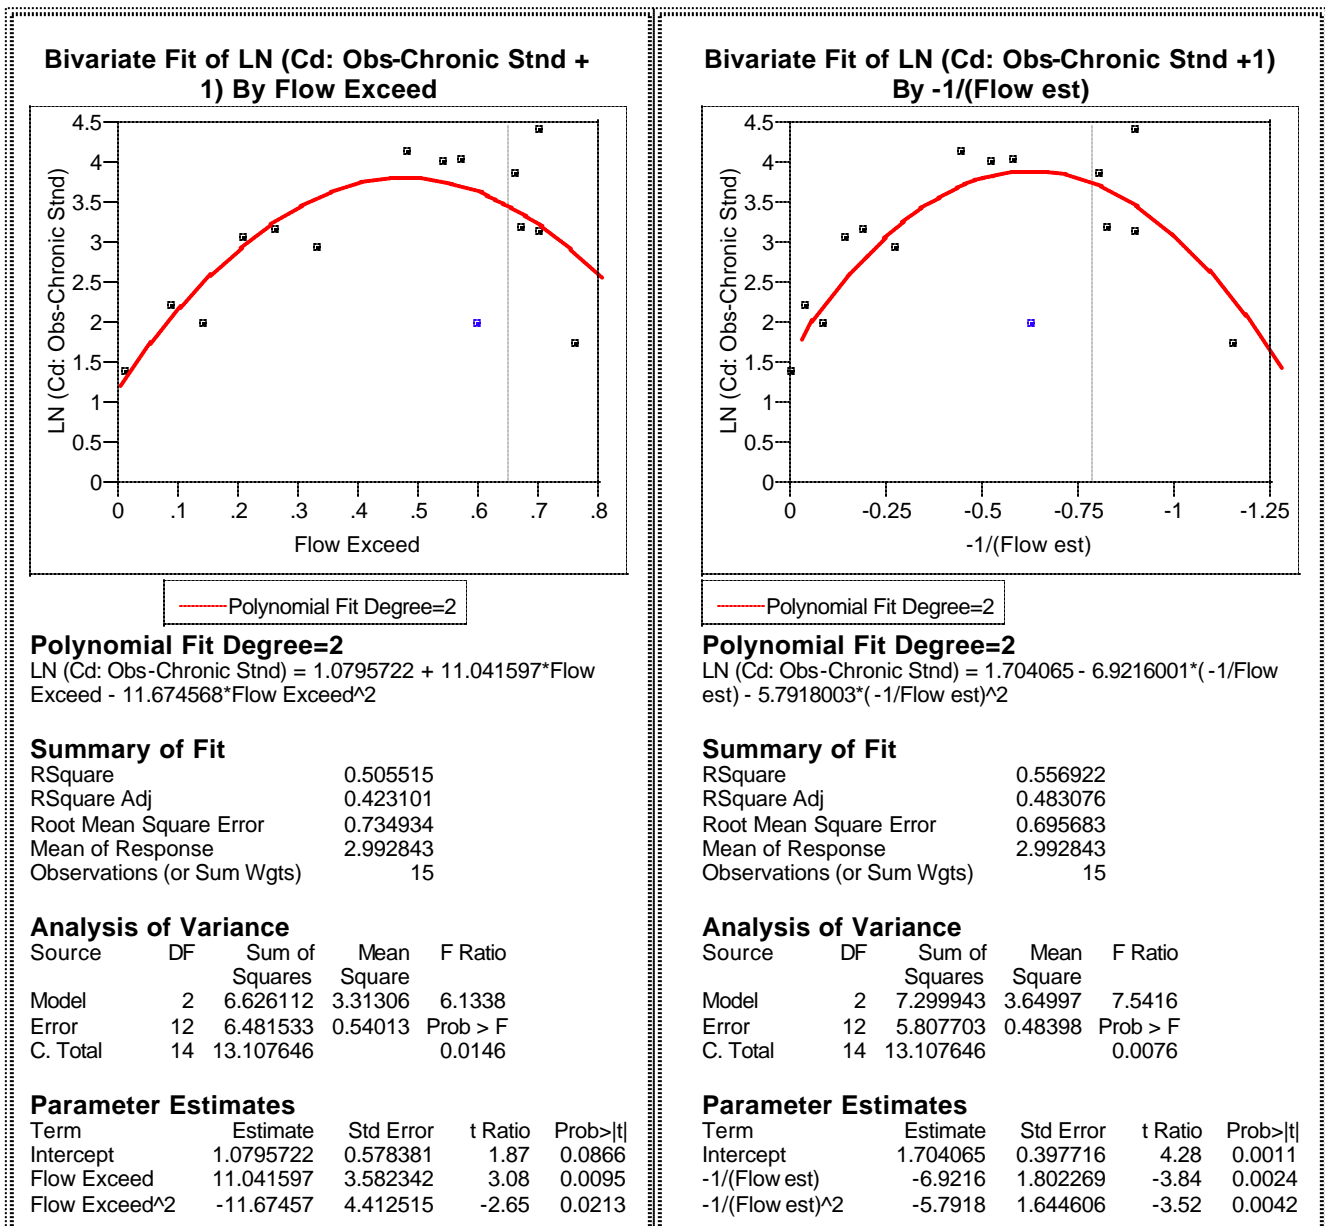 Bivariate Fit of LN (Cd: Obs-Chronic Stnd +
1) By Flow Exceed
LN (Cd: Obs-Chronic Stnd)
4.5
4
3.5
3
2.5
2
1.5
1
0.5
0
0 .1 .2 .3 .4 .5 .6 .7 .8
Flow Exceed
Polynomial Fit Degree=2
Polynomial Fit Degree=2
LN (Cd: Obs-Chronic Stnd) = 1.0795722 + 11.041597*Flow
Exceed - 11.674568*Flow Exceed^2
Summary of Fit
RSquare 0.505515
RSquare Adj 0.423101
Root Mean Square Error 0.734934
Mean of Response 2.992843
Observations (or Sum Wgts) 15
Analysis of Variance
Source DF Sum of Mean F Ratio
Squares Square
Model 2 6.626112 3.31306 6.1338
Error 12 6.481533 0.54013 Prob > F
C. Total 14 13.107646 0.0146
Parameter Estimates
Term Estimate Std Error t Ratio Prob>|t|
Intercept 1.0795722 0.578381 1.87 0.0866
Flow Exceed 11.041597 3.582342 3.08 0.0095
Flow Exceed^2 -11.67457 4.412515 -2.65 0.0213
Bivariate Fit of LN (Cd: Obs-Chronic Stnd +1)
By -1/(Flow est)
LN (Cd: Obs-Chronic Stnd)
4.5
4
3.5
3
2.5
2
1.5
1
0.5
0
0 -0.25 -0.5 -0.75 -1 -1.25
-1/(Flow est)
Polynomial Fit Degree=2
Polynomial Fit Degree=2
LN (Cd: Obs-Chronic Stnd) = 1.704065 - 6.9216001*(-1/Flow
est) - 5.7918003*(-1/Flow est)^2
Summary of Fit
RSquare 0.556922
RSquare Adj 0.483076
Root Mean Square Error 0.695683
Mean of Response 2.992843
Observations (or Sum Wgts) 15
Analysis of Variance
Source DF Sum of Mean F Ratio
Squares Square
Model 2 7.299943 3.64997 7.5416
Error 12 5.807703 0.48398 Prob > F
C. Total 14 13.107646 0.0076
Parameter Estimates
Term Estimate Std Error t Ratio Prob>|t|
Intercept 1.704065 0.397716 4.28 0.0011
-1/(Flow est) -6.9216 1.802269 -3.84 0.0024
-1/(Flow est)^2 -5.7918 1.644606 -3.52 0.0042